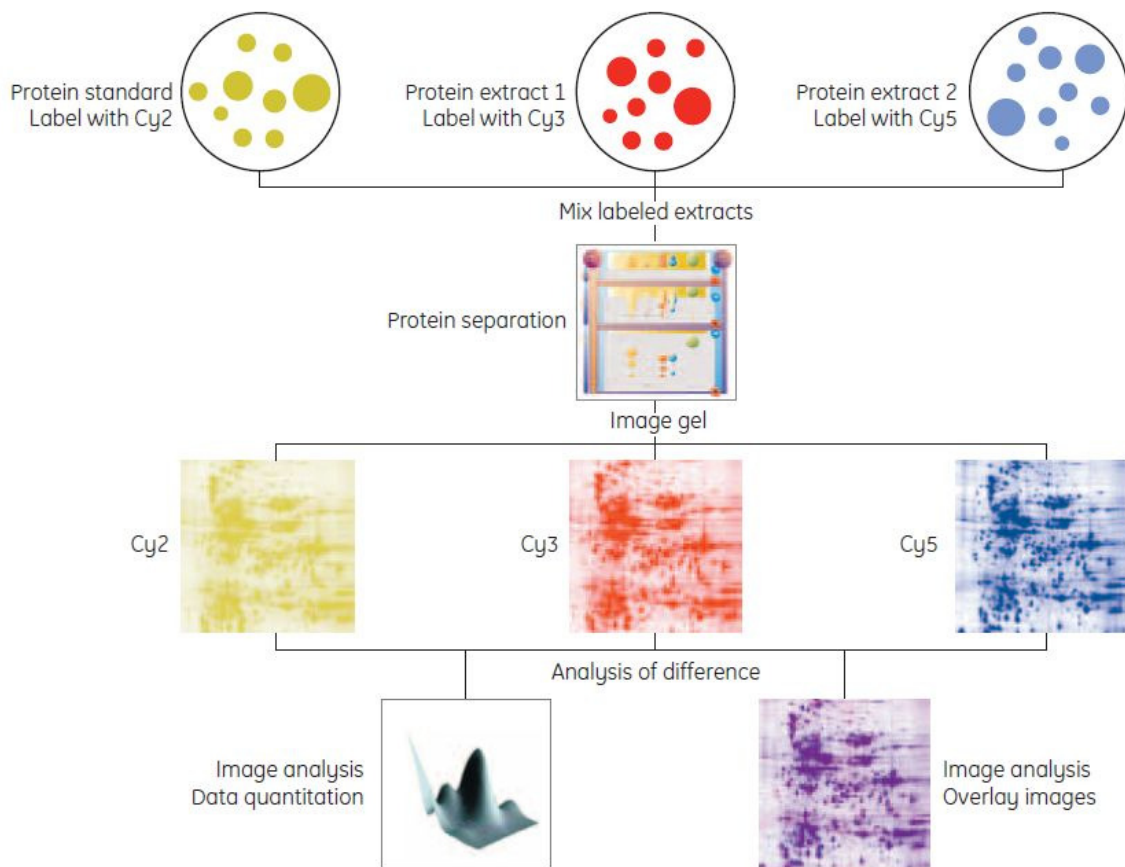 Protein standard
Label with Cy2
Protein extract 1
Label with Cy3
Protein extract 2
Label with Cy5
Mix labeled extracts
Protein separation
Image gel
Cy2
Cy3
Cy5
Analysis of difference
Image analysis
Data quantitation
Image analysis
Overlay images